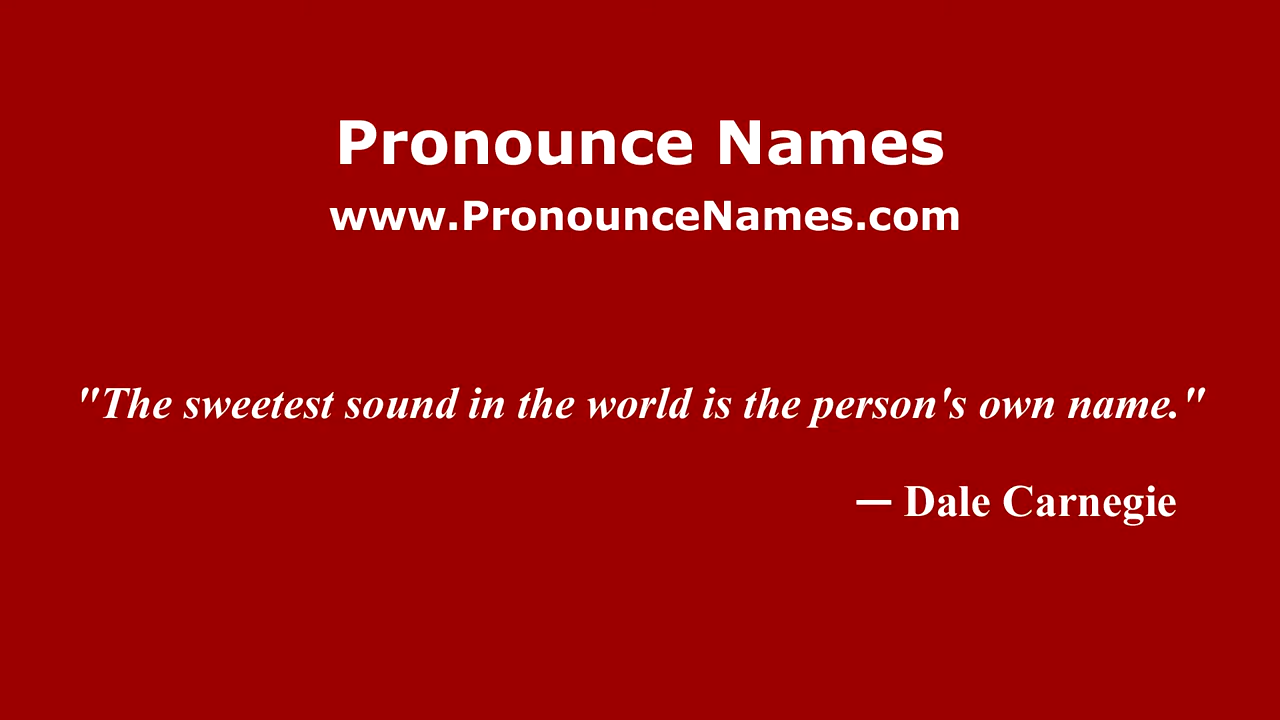 Pronounce Names
www.PronounceNames.com
"The sweetest sound in the world is the person's own name."
— Dale Carnegie